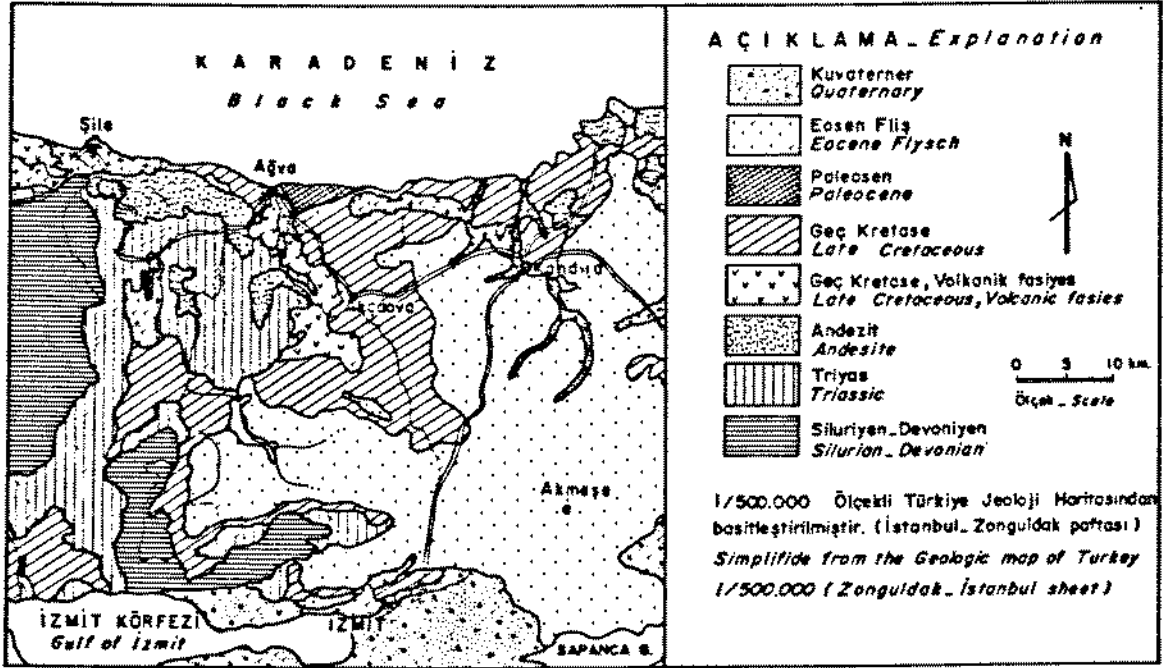 KARADENİZ
Black Sea
Şile
Ağva
Kandıra
Akmeşe
İZMİT KÖRFEZİ
Gulf of İzmit
İZMİT
SAPANCA G.
AÇIKLAMA_Explanation
Kuvaterner
Quaternary
Eosen Fliş
Eocene Flysch
Paleosen
Paleocene
Geç Kretase
Late Cretaceous
Geç Kretase, Volkanik fasiyes
Late Cretaceous, Volcanic fasies
Andezit
Andesite
Triyas
Triassic
Siluriyen_Devoniyen
Silurian_Devonian
N
0 5 10 km.
Ölçek_Scale
1/500.000 Ölçekli Türkiye Jeoloji Haritasından
basitleştirilmiştir. (İstanbul_Zonguldak paftası)
Simplifide from the Geologic map of Turkey
1/500.000 (Zonguldak_İstanbul sheet)